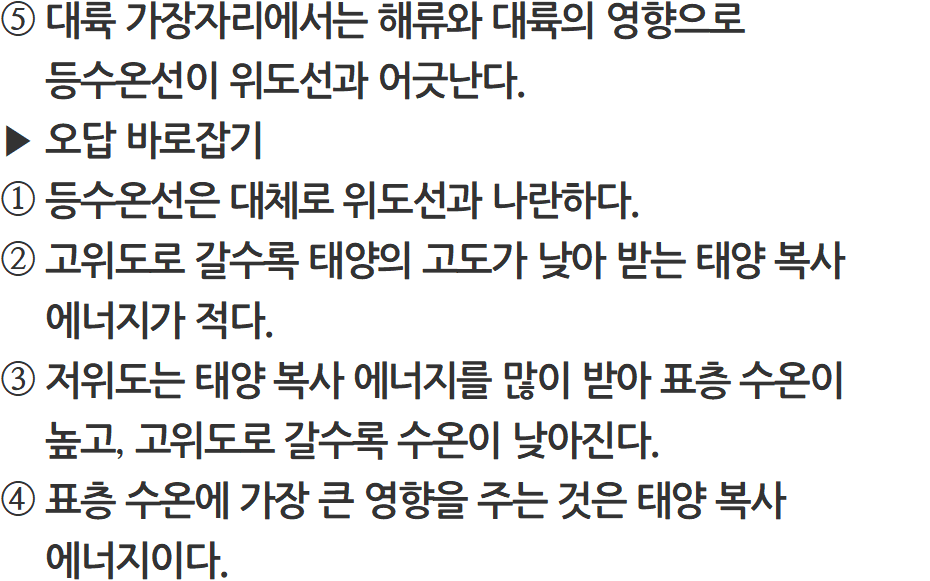 ⑤ 대륙 가장자리에서는 해류와 대륙의 영향으로
등수온선이 위도선과 어긋난다.
▶ 오답 바로잡기
① 등수온선은 대체로 위도선과 나란하다.
② 고위도로 갈수록 태양의 고도가 낮아 받는 태양 복사
에너지가 적다.
③ 저위도는 태양 복사 에너지를 많이 받아 표층 수온이
높고, 고위도로 갈수록 수온이 낮아진다.
④ 표층 수온에 가장 큰 영향을 주는 것은 태양 복사
에너지이다.